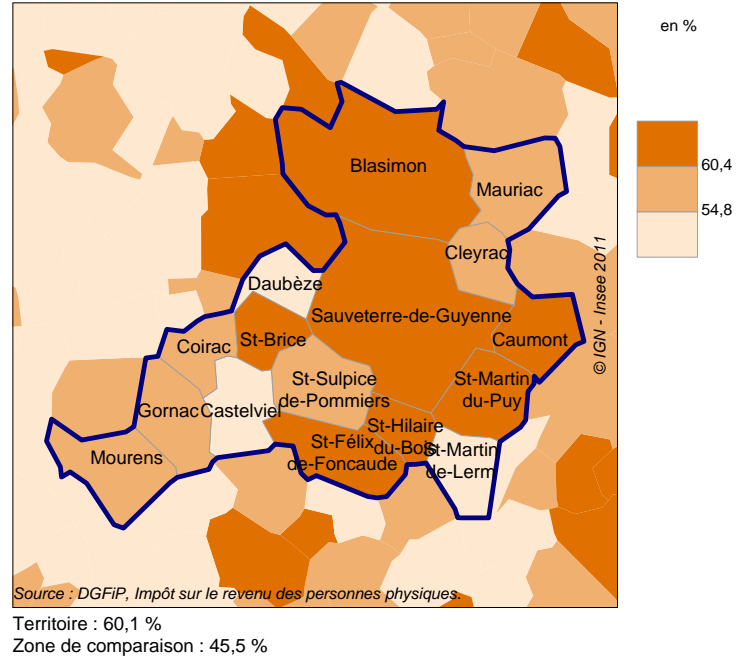 en %
60,4
54,8
Blasimon
Mauriac
Cleyrac
Daubèze
Sauveterre-de-Guyenne
St-Brice
Caumont
Coirac
St-Sulpice
de-Pommiers
St-Martin
du-Puy
Gornac
Castelviel
St-Hilaire
du-Bois
St-Félix
de-Foncaude
St-Martin
de-Lerm
Mourens
© IGN - Insee 2011
Source : DGFiP, Impôt sur le revenu des personnes physiques.
Territoire : 60,1 %
Zone de comparaison : 45,5 %